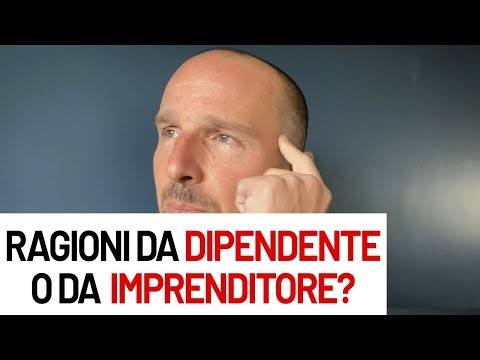 RAGIONI DA DIPENDENTE
O DA IMPRENDITORE?